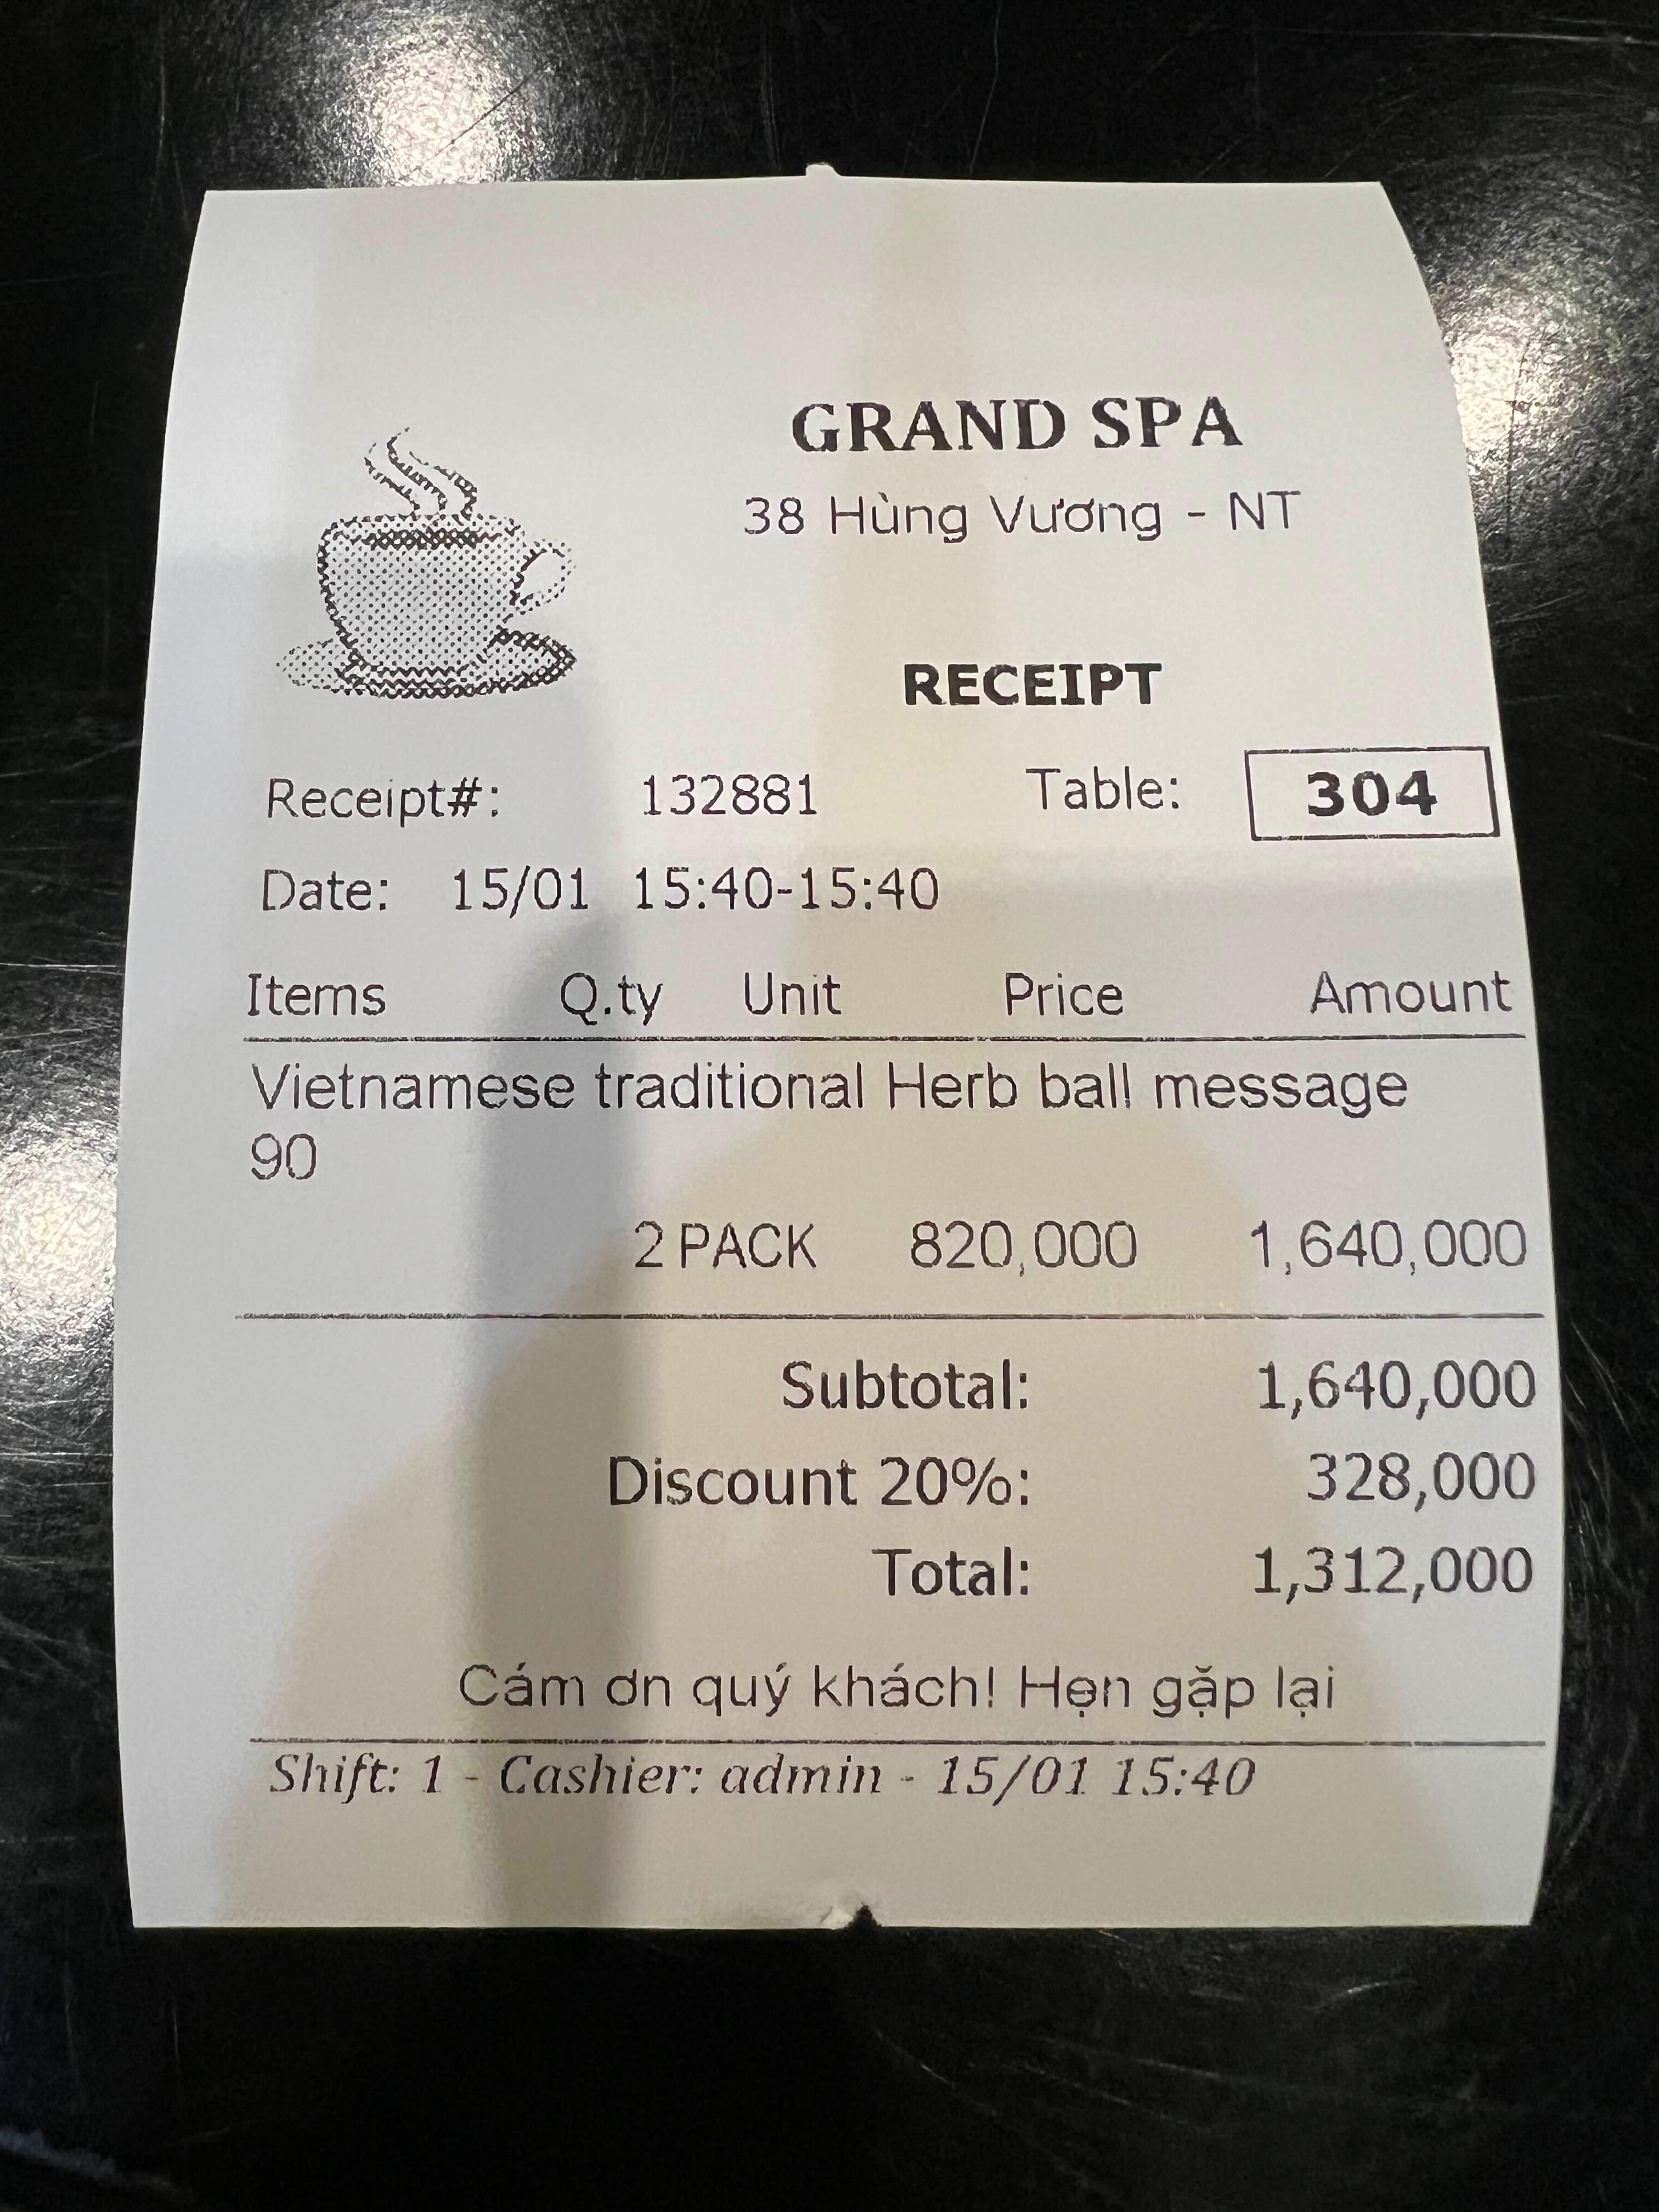 GRAND SPA
38 Hùng Vương - NT
RECEIPT
Receipt#: 132881 Table: 304
Date: 15/01 15:40-15:40
Items Q.ty Unit Price Amount
Vietnamese traditional Herb ball message
90
2 PACK 820,000 1,640,000
Subtotal: 1,640,000
Discount 20%: 328,000
Total: 1,312,000
Cám ơn quý khách! Hẹn gặp lại
Shift: 1 - Cashier: admin - 15/01 15:40